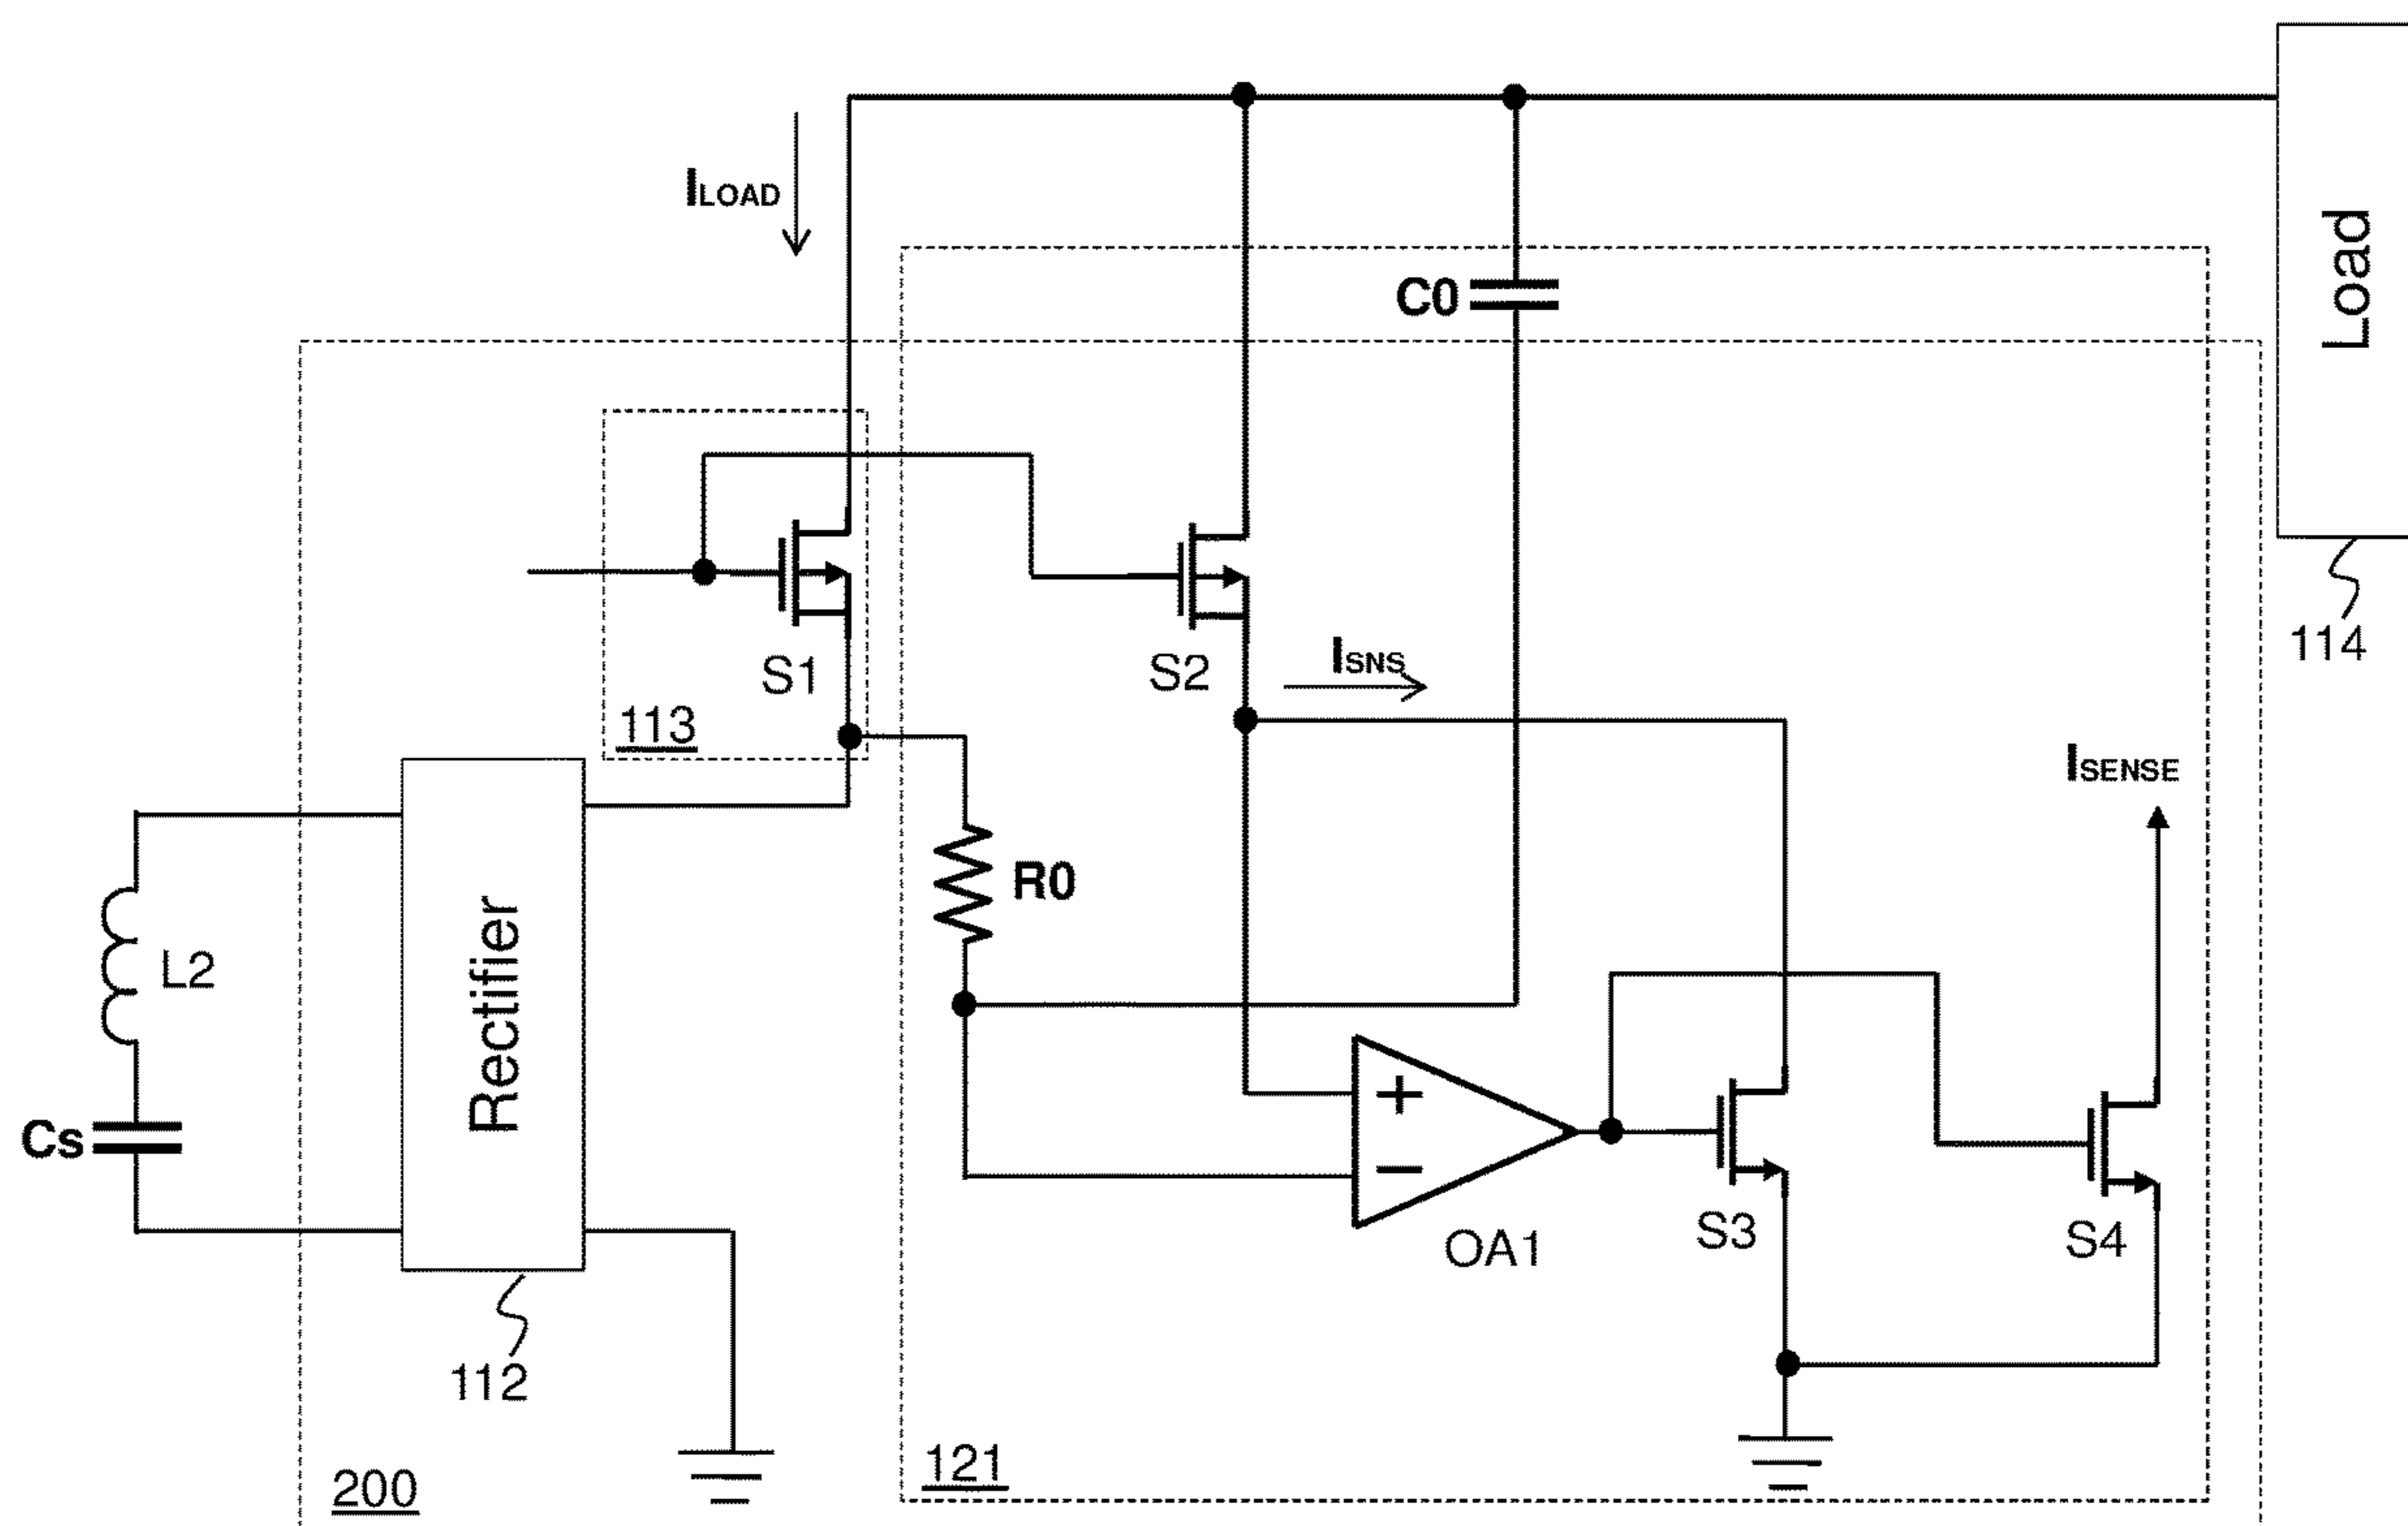 Load
ILOAD
C0
S1
S2
ISNS
114
113
ISENSE
R0
L2
Rectifier
Cs
+
−
OA1
S3
S4
112
121
200